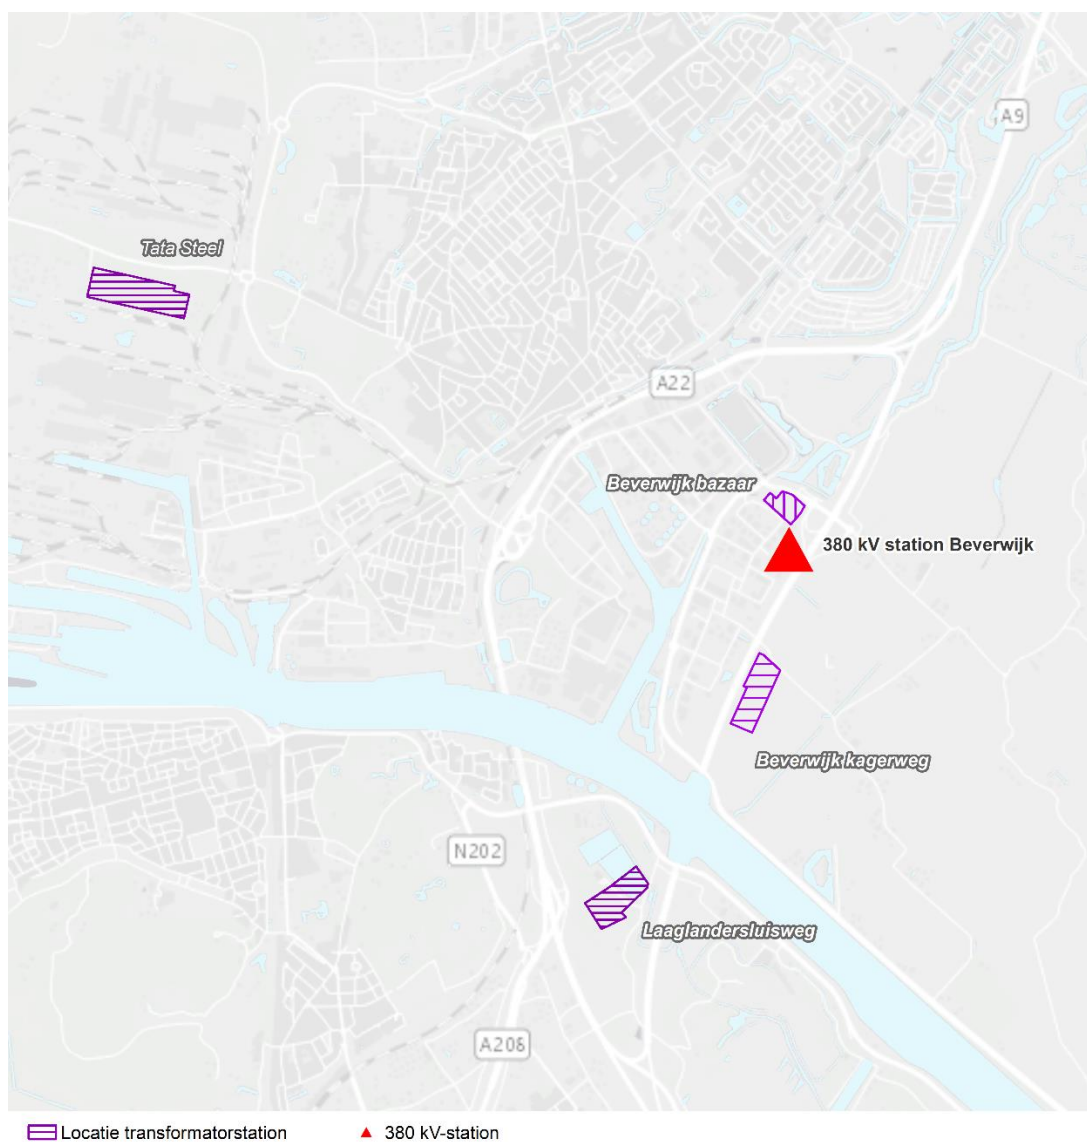 A9
Tata Steel
A22
Beverwijk bazaar
380 kV station Beverwijk
Beverwijk kagerweg
N202
Laaglandersluisweg
A208
Locatie transformatorstation
380 kV-station